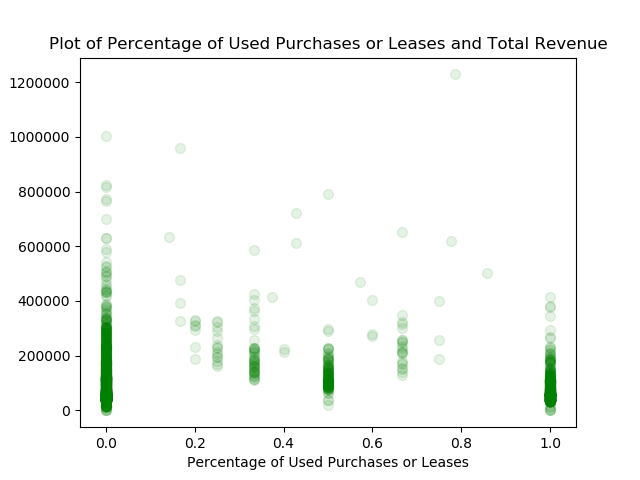 Plot of Percentage of Used Purchases or Leases and Total Revenue
1200000
1000000
800000
600000
400000
200000
0
0.0 0.2 0.4 0.6 0.8 1.0
Percentage of Used Purchases or Leases